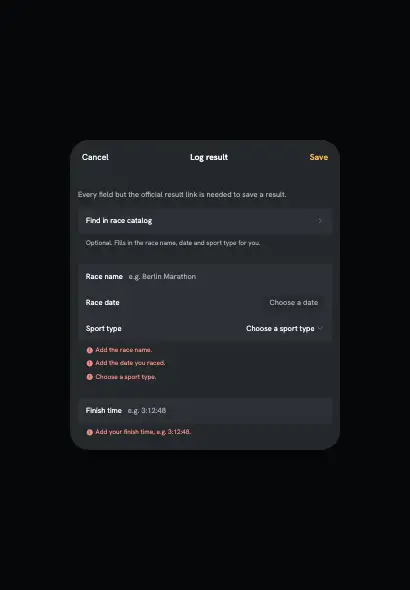 Cancel Log result Save
Every field but the official result link is needed to save a result.
Find in race catalog
Optional. Fills in the race name, date and sport type for you.
Race name e.g. Berlin Marathon
Race date Choose a date
Sport type Choose a sport type
Add the race name.
Add the date you raced.
Choose a sport type.
Finish time e.g. 3:12:48
Add your finish time, e.g. 3:12:48.